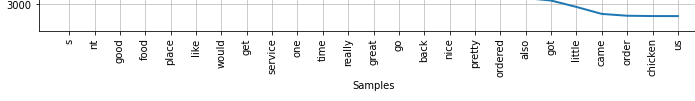 3000
s
nt
good
food
place
like
would
get
service
one
time
really
great
go
back
nice
pretty
ordered
also
got
little
came
order
chicken
us
Samples